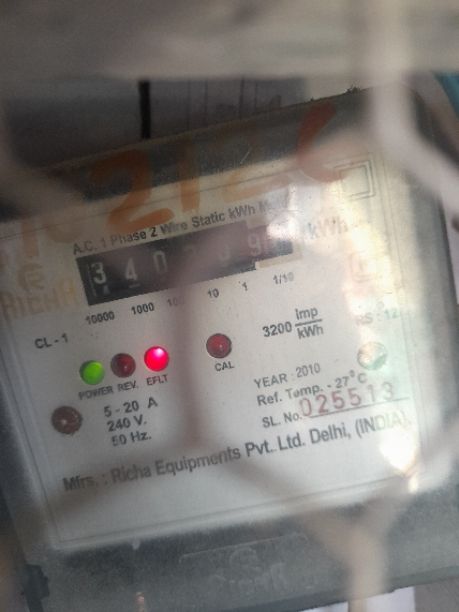 A.C. 1 Phase 2 Wire Static kWh
340
kWh
10000 1000 10 1 1/10
CL - 1
3200 Imp/kWh
POWER REV. EFLT
CAL
5 - 20 A
240 V.
50 Hz.
YEAR : 2010
Ref. Temp. - 27°C
SL. No. 025513
Mfrs. : Richa Equipments Pvt. Ltd. Delhi, (INDIA)
RICHA